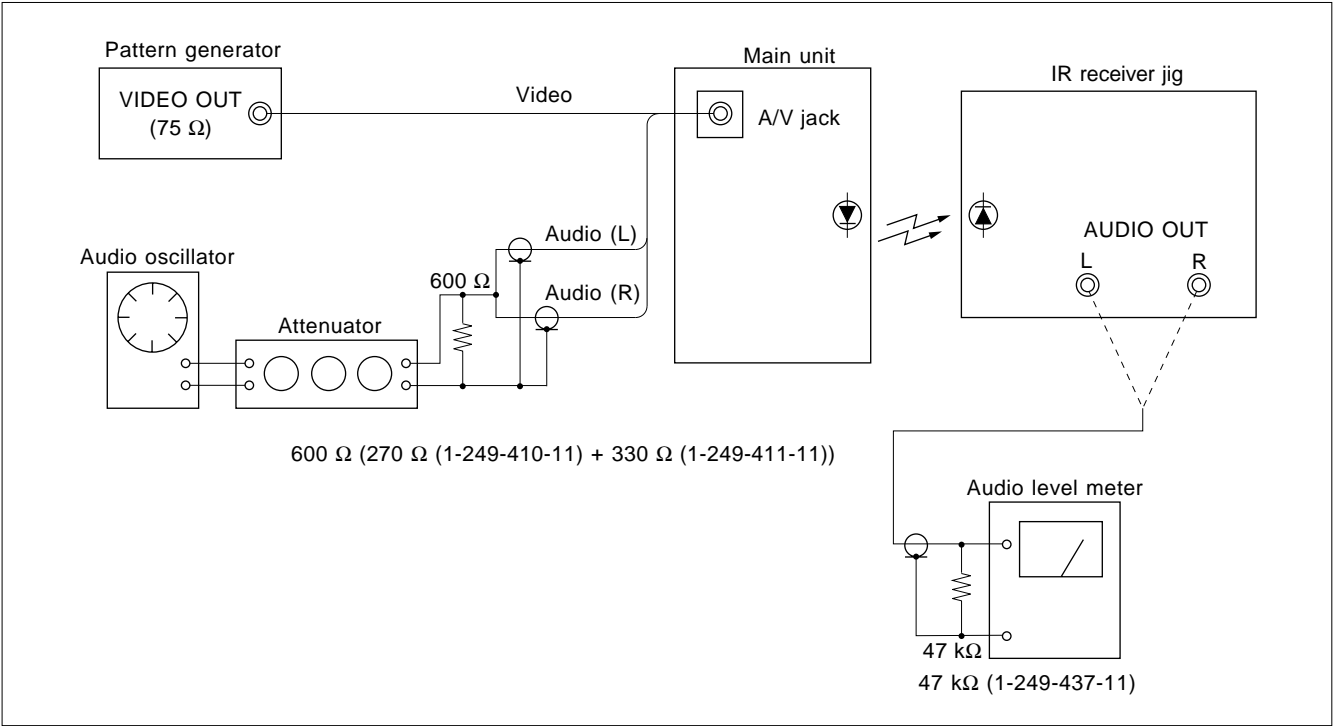 Pattern generator
VIDEO OUT
(75 Ω)
Video
Main unit
A/V jack
IR receiver jig
AUDIO OUT
L
R
Audio oscillator
Attenuator
600 Ω
Audio (L)
Audio (R)
600 Ω (270 Ω (1-249-410-11) + 330 Ω (1-249-411-11))
Audio level meter
47 kΩ
47 kΩ (1-249-437-11)